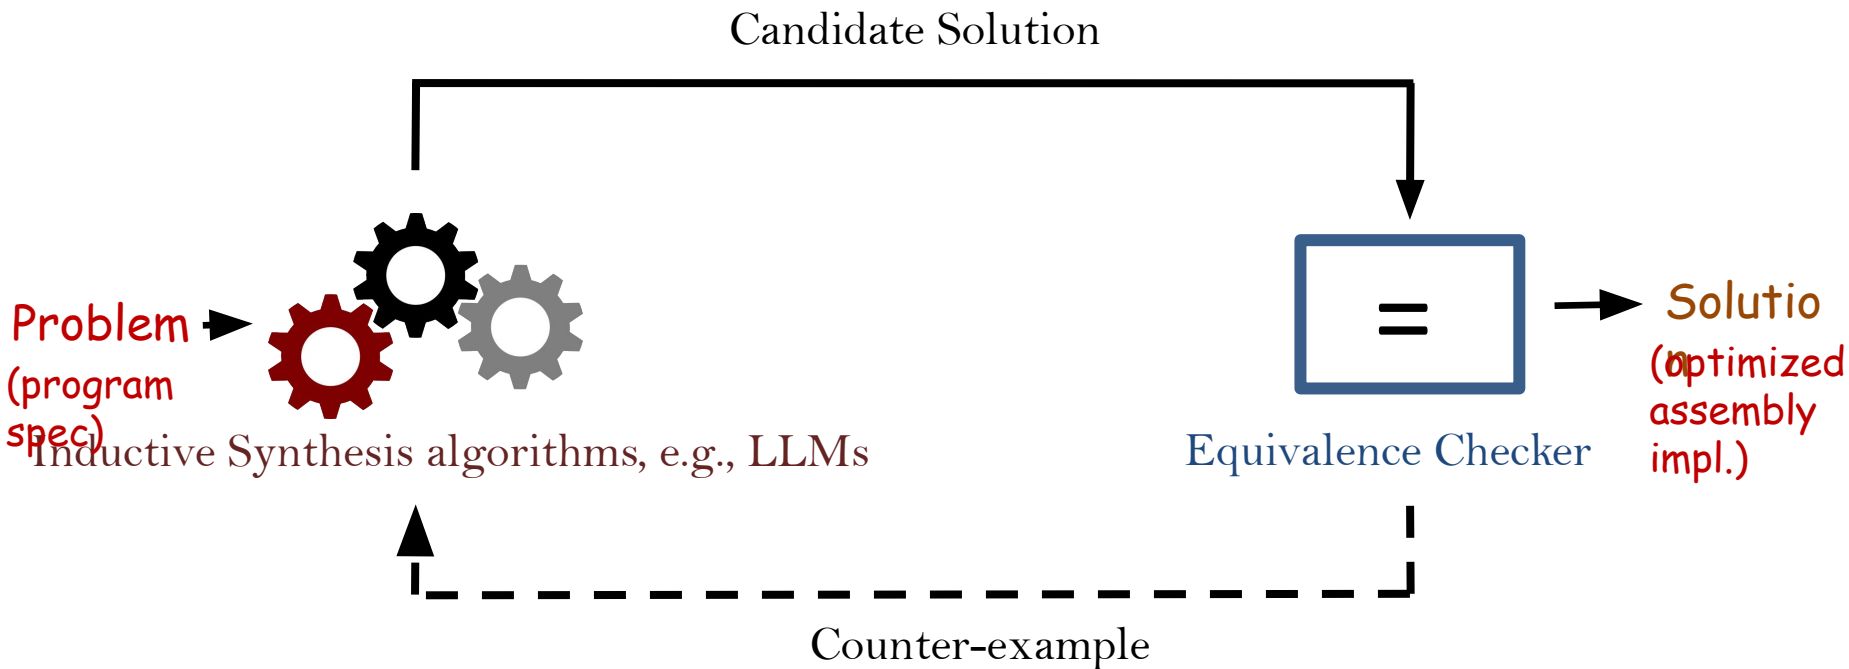 Candidate Solution
Problem
(program
spec)
Inductive Synthesis algorithms, e.g., LLMs
=
Equivalence Checker
Solutio
n
(optimized
assembly
impl.)
Counter-example